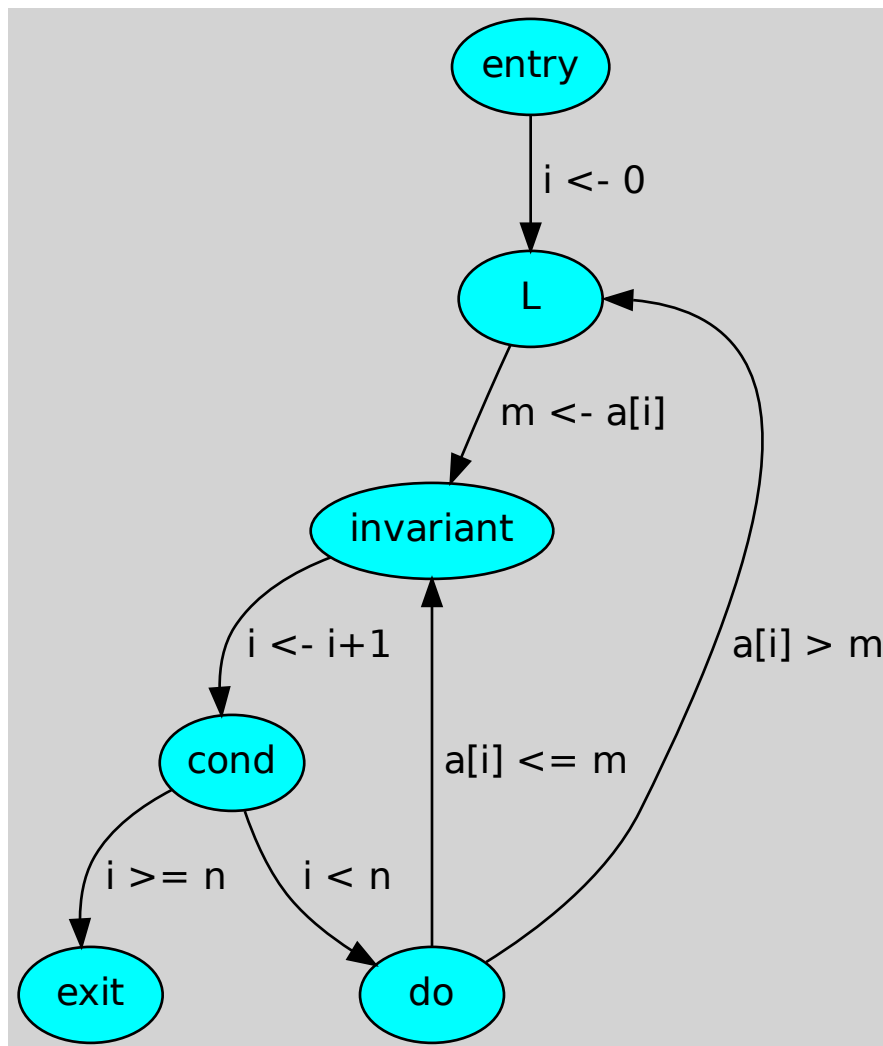 entry
i <- 0
L
m <- a[i]
invariant
i <- i+1
a[i] > m
cond
a[i] <= m
i >= n
i < n
exit
do